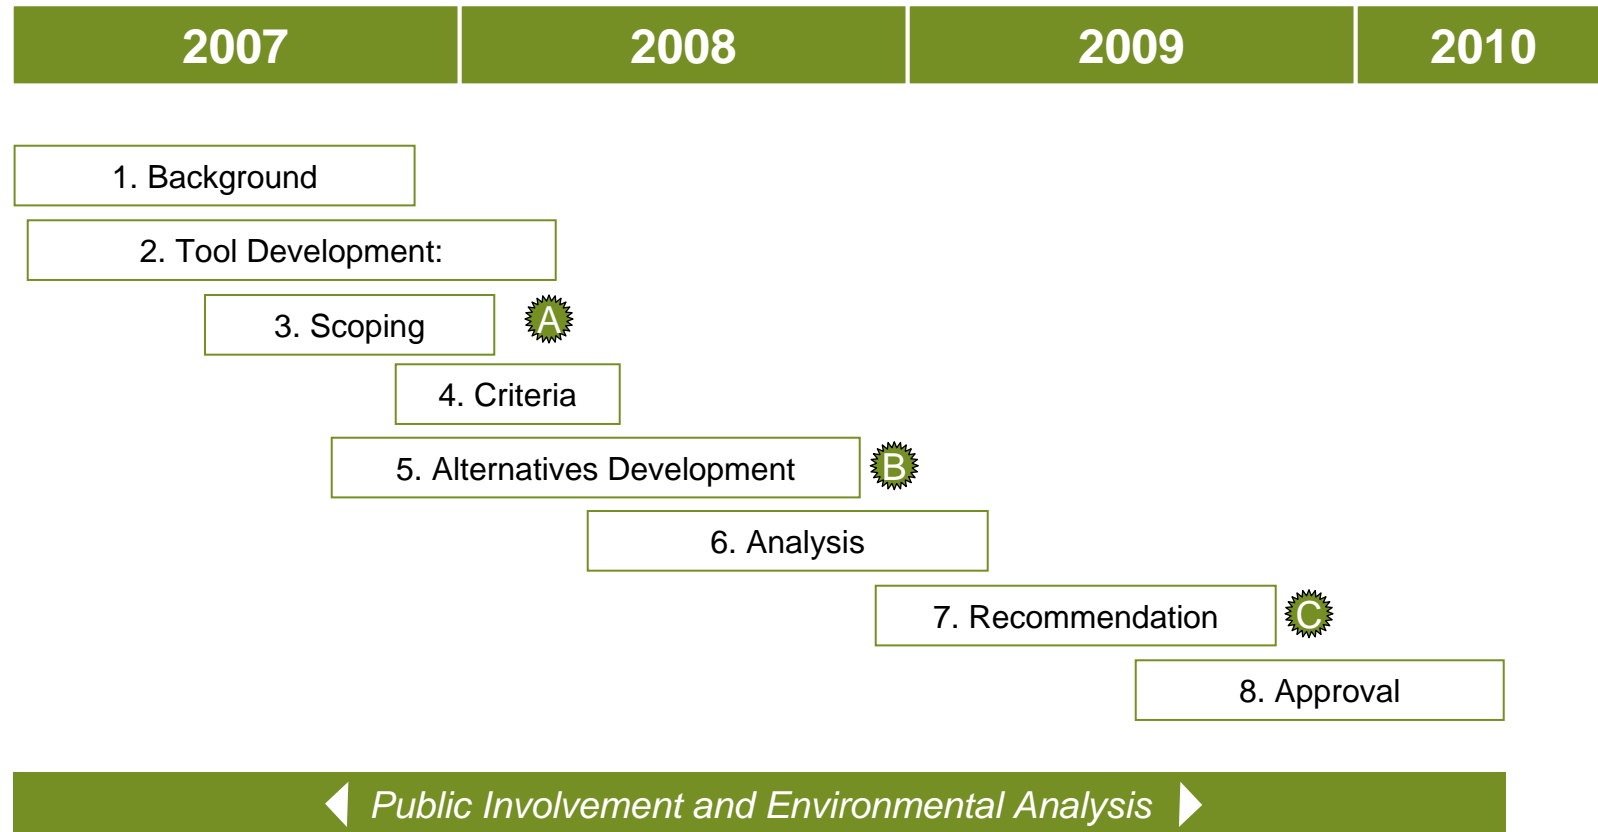 2007 2008 2009 2010
1. Background
2. Tool Development:
3. Scoping A
4. Criteria
5. Alternatives Development B
6. Analysis
7. Recommendation C
8. Approval
Public Involvement and Environmental Analysis